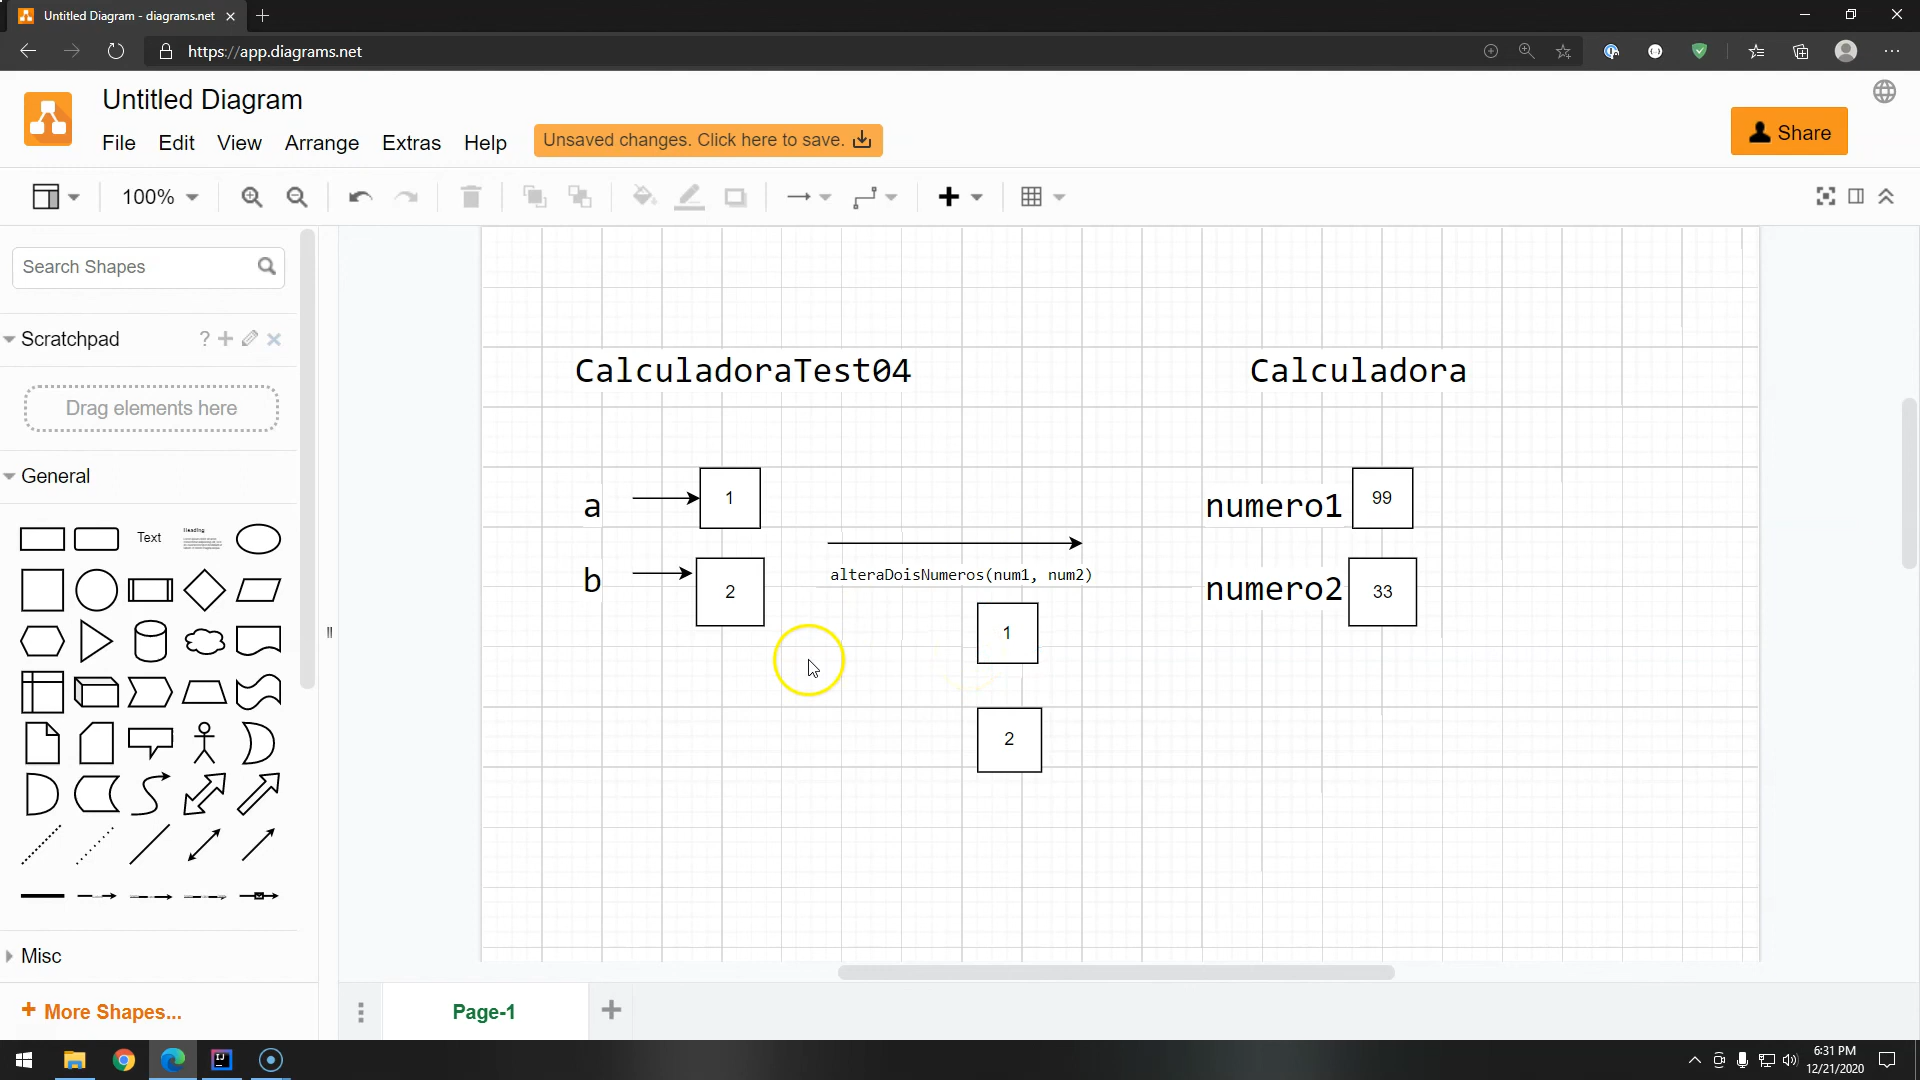 Untitled Diagram - diagrams.net
https://app.diagrams.net
Untitled Diagram
File Edit View Arrange Extras Help
Unsaved changes. Click here to save.
Share
100%
Search Shapes
Scratchpad
?
Drag elements here
General
Text
Heading
Misc
+ More Shapes...
CalculadoraTest04
Calculadora
a
1
b
2
alteraDoisNumeros(num1, num2)
1
2
numero1
99
numero2
33
Page-1
6:31 PM
12/21/2020